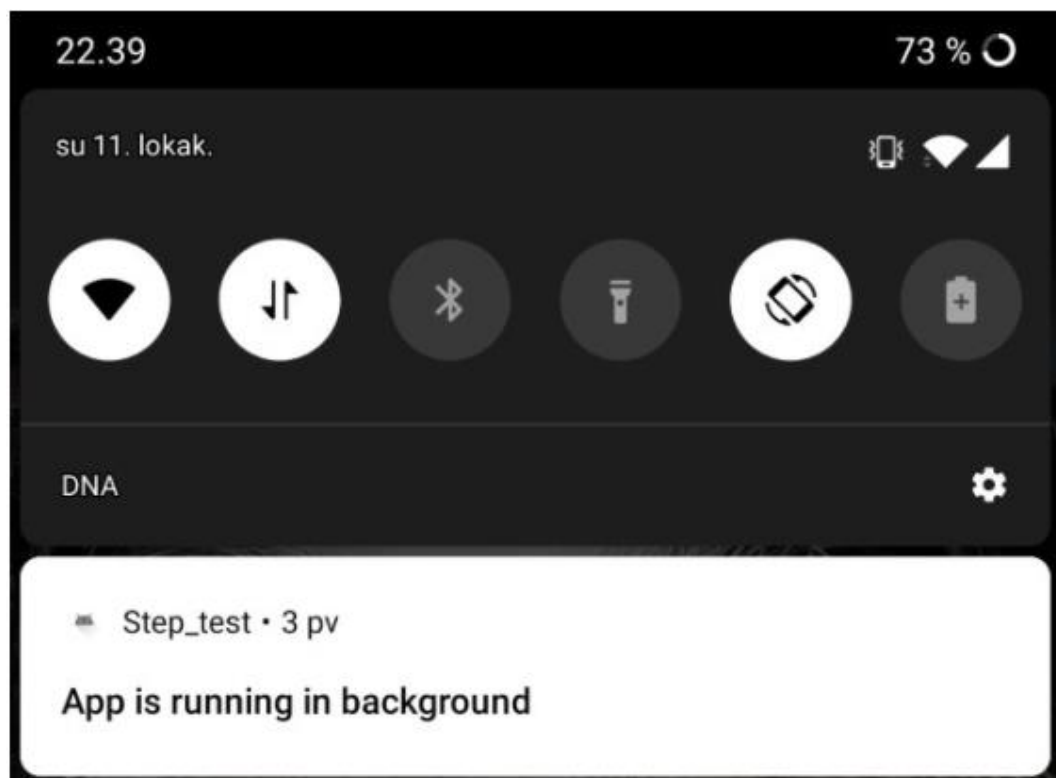 22.39
73 %
su 11. lokak.
DNA
Step_test • 3 pv
App is running in background